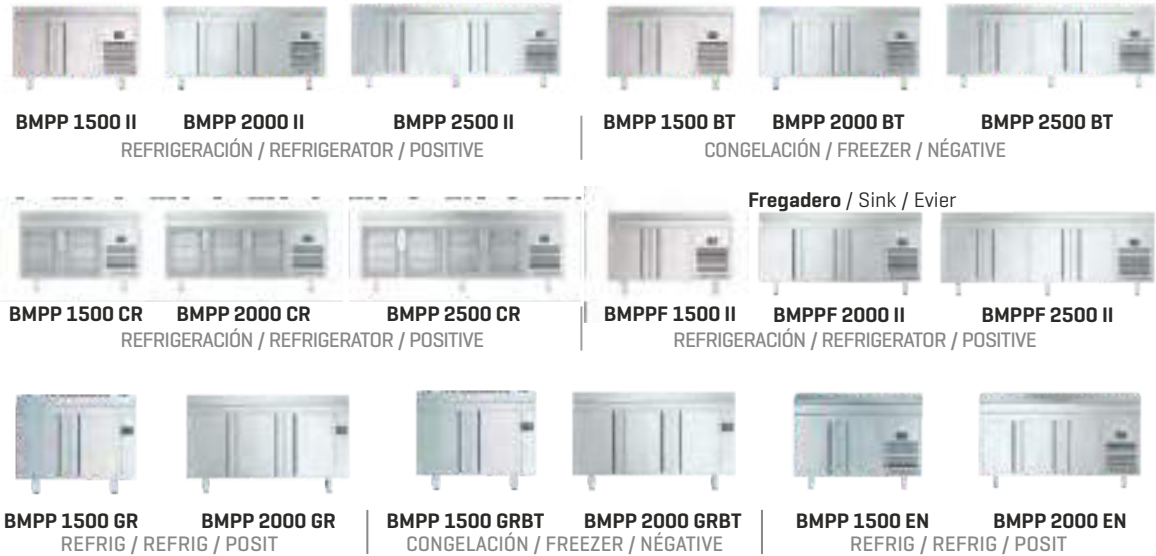 BMPP 1500 II BMPP 2000 II BMPP 2500 II BMPP 1500 BT BMPP 2000 BT BMPP 2500 BT
REFRIGERACIÓN / REFRIGERATOR / POSITIVE CONGELACIÓN / FREEZER / NÉGATIVE
Fregadero / Sink / Evier
BMPP 1500 CR BMPP 2000 CR BMPP 2500 CR BMPPF 1500 II BMPPF 2000 II BMPPF 2500 II
REFRIGERACIÓN / REFRIGERATOR / POSITIVE REFRIGERACIÓN / REFRIGERATOR / POSITIVE
BMPP 1500 GR BMPP 2000 GR BMPP 1500 GRBT BMPP 2000 GRBT BMPP 1500 EN BMPP 2000 EN
REFRIG / REFRIG / POSIT CONGELACIÓN / FREEZER / NÉGATIVE REFRIG / REFRIG / POSIT